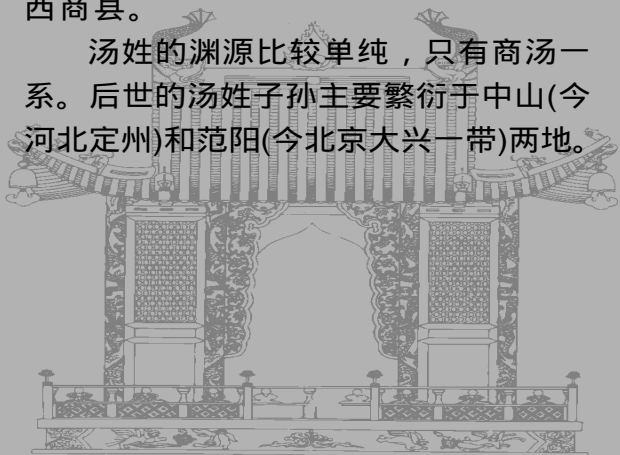 西商县。
汤姓的渊源比较单纯，只有商汤一
系。后世的汤姓子孙主要繁衍于中山(今
河北定州)和范阳(今北京大兴一带)两地。